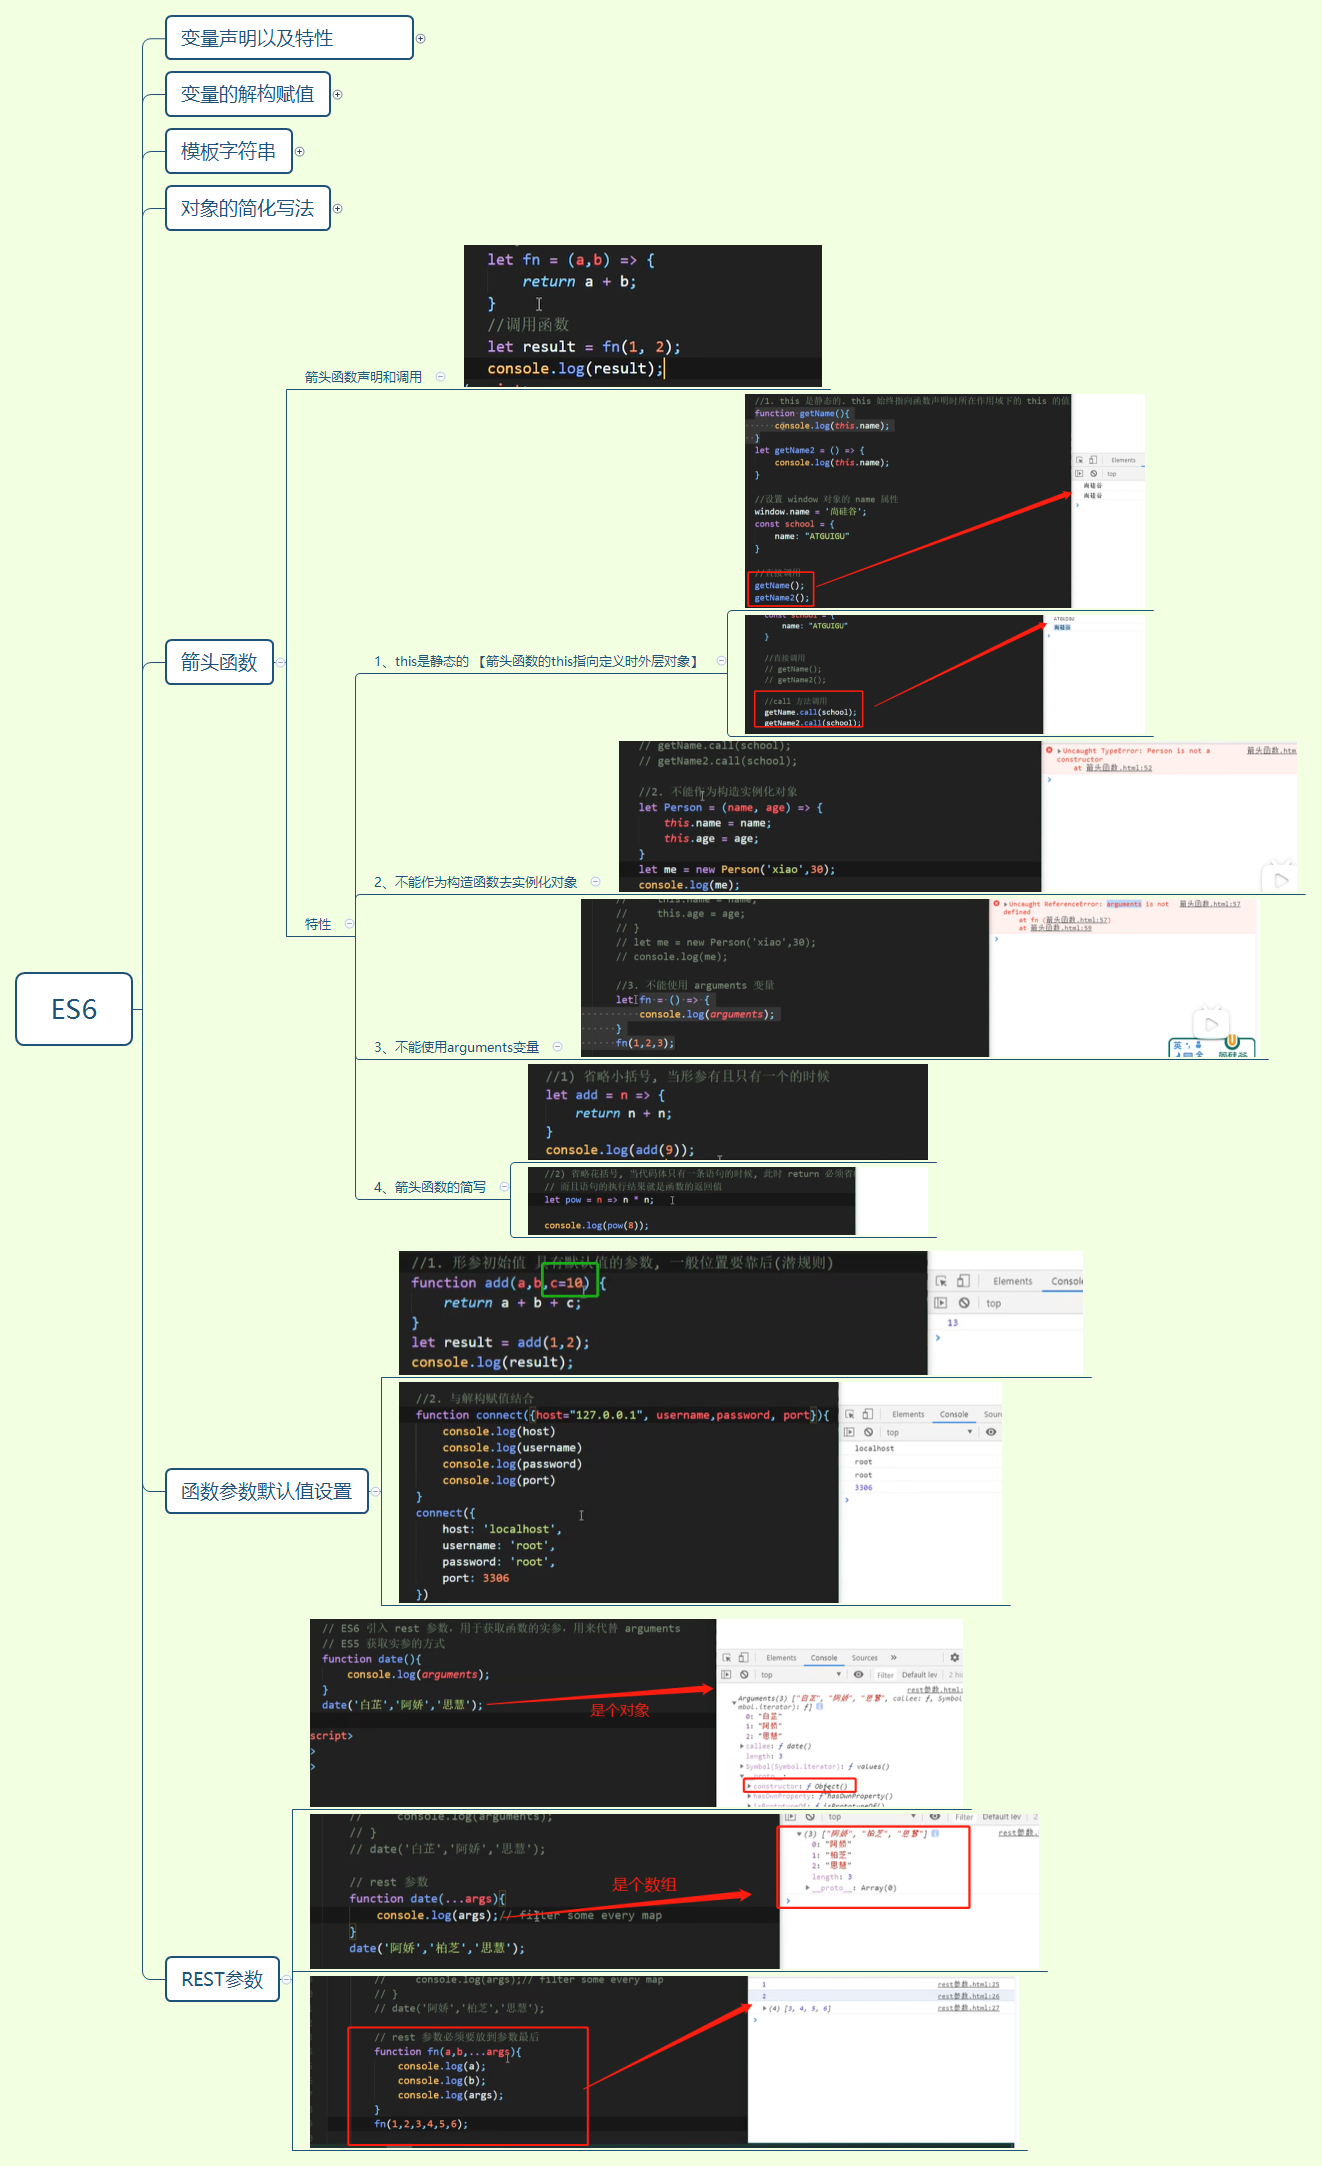 变量声明以及特性
变量的解构赋值
模板字符串
对象的简化写法
let fn = (a,b) => {
return a + b;
}
//调用函数
let result = fn(1, 2);
console.log(result);
箭头函数声明和调用
//1. this 是静态的. this 始终指向函数声明时所在作用域下的 this 的值
function getName(){
console.log(this.name);
}
let getName2 = () => {
console.log(this.name);
}
//设置 window 对象的 name 属性
window.name = '尚硅谷';
const school = {
name: "ATGUIGU"
}
//直接调用
getName();
getName2();
Elements
top
尚硅谷
尚硅谷
箭头函数
1、this是静态的 【箭头函数的this指向定义时外层对象】
const school = {
name: "ATGUIGU"
}
//直接调用
// getName();
// getName2();
//call 方法调用
getName.call(school);
getName2.call(school);
ATGUIGU
尚硅谷
// getName.call(school);
// getName2.call(school);
//2. 不能作为构造实例化对象
let Person = (name, age) => {
this.name = name;
this.age = age;
}
let me = new Person('xiao',30);
console.log(me);
Uncaught TypeError: Person is not a constructor
箭头函数.htm
at 箭头函数.html:52
2、不能作为构造函数去实例化对象
特性
// this.name = name;
// this.age = age;
// }
// let me = new Person('xiao',30);
// console.log(me);
//3. 不能使用 arguments 变量
let fn = () => {
console.log(arguments);
}
fn(1,2,3);
Uncaught ReferenceError: arguments is not defined
箭头函数.html:57
at fn (箭头函数.html:57)
at 箭头函数.html:59
英
3、不能使用arguments变量
ES6
//1) 省略小括号, 当形参有且只有一个的时候
let add = n => {
return n + n;
}
console.log(add(9));
//2) 省略花括号, 当代码体只有一条语句的时候, 此时 return 必须省
// 而且语句的执行结果就是函数的返回值
let pow = n => n * n;
console.log(pow(8));
4、箭头函数的简写
//1. 形参初始值 具有默认值的参数, 一般位置要靠后(潜规则)
function add(a,b,c=10) {
return a + b + c;
}
let result = add(1,2);
console.log(result);
Elements
Console
top
13
//2. 与解构赋值结合
function connect({host="127.0.0.1", username,password, port}){
console.log(host)
console.log(username)
console.log(password)
console.log(port)
}
connect({
host: 'localhost',
username: 'root',
password: 'root',
port: 3306
})
Elements
Console
Sour
top
localhost
root
root
3306
函数参数默认值设置
// ES6 引入 rest 参数，用于获取函数的实参，用来代替 arguments
// ES5 获取实参的方式
function date(){
console.log(arguments);
}
date('白芷','阿娇','思慧');
是个对象
script>
>
>
Elements
Console
Sources
»
top
Filter
Default lev
2 hi
rest参数.html:
Arguments(3) ["白芷", "阿娇", "思慧", callee: ƒ, Symbol
mbol.iterator): ƒ]
0: "白芷"
1: "阿娇"
2: "思慧"
callee: ƒ date()
length: 3
Symbol(Symbol.iterator): ƒ values()
__proto__:
constructor: ƒ Object()
hasOwnProperty: ƒ hasOwnProperty()
isPrototypeOf: ƒ isPrototypeOf()
// console.log(arguments);
// }
// date('白芷','阿娇','思慧');
// rest 参数
function date(...args){
console.log(args);// filter some every map
}
date('阿娇','柏芝','思慧');
是个数组
top
Filter
Default lev
2
(3) ["阿娇", "柏芝", "思慧"]
rest参数.
0: "阿娇"
1: "柏芝"
2: "思慧"
length: 3
__proto__: Array(0)
REST参数
// console.log(args);// filter some every map
// }
// date('阿娇','柏芝','思慧');
// rest 参数必须要放到参数最后
function fn(a,b,...args){
console.log(a);
console.log(b);
console.log(args);
}
fn(1,2,3,4,5,6);
1
rest参数.html:25
2
rest参数.html:26
(4) [3, 4, 5, 6]
rest参数.html:27